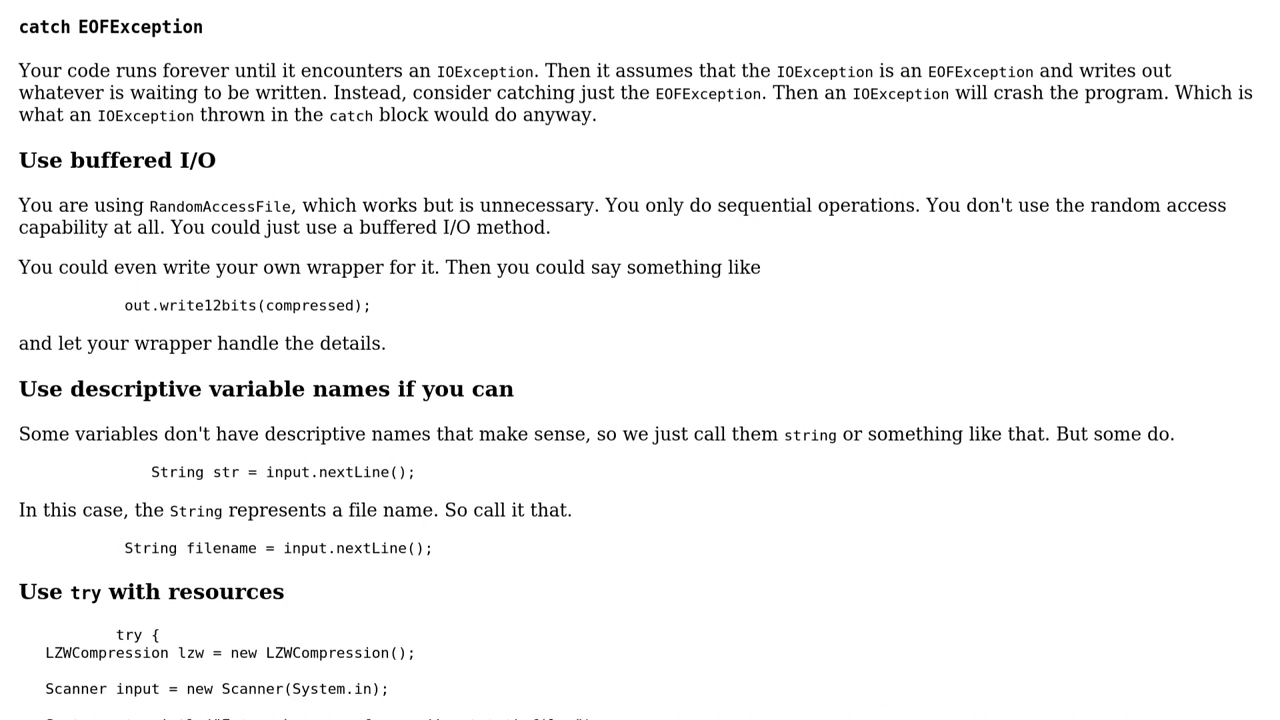 catch EOFException
Your code runs forever until it encounters an IOException. Then it assumes that the IOException is an EOFException and writes out
whatever is waiting to be written. Instead, consider catching just the EOFException. Then an IOException will crash the program. Which is
what an IOException thrown in the catch block would do anyway.
Use buffered I/O
You are using RandomAccessFile, which works but is unnecessary. You only do sequential operations. You don't use the random access
capability at all. You could just use a buffered I/O method.
You could even write your own wrapper for it. Then you could say something like
out.write12bits(compressed);
and let your wrapper handle the details.
Use descriptive variable names if you can
Some variables don't have descriptive names that make sense, so we just call them string or something like that. But some do.
String str = input.nextLine();
In this case, the String represents a file name. So call it that.
String filename = input.nextLine();
Use try with resources
try {
LZWCompression lzw = new LZWCompression();
Scanner input = new Scanner(System.in);